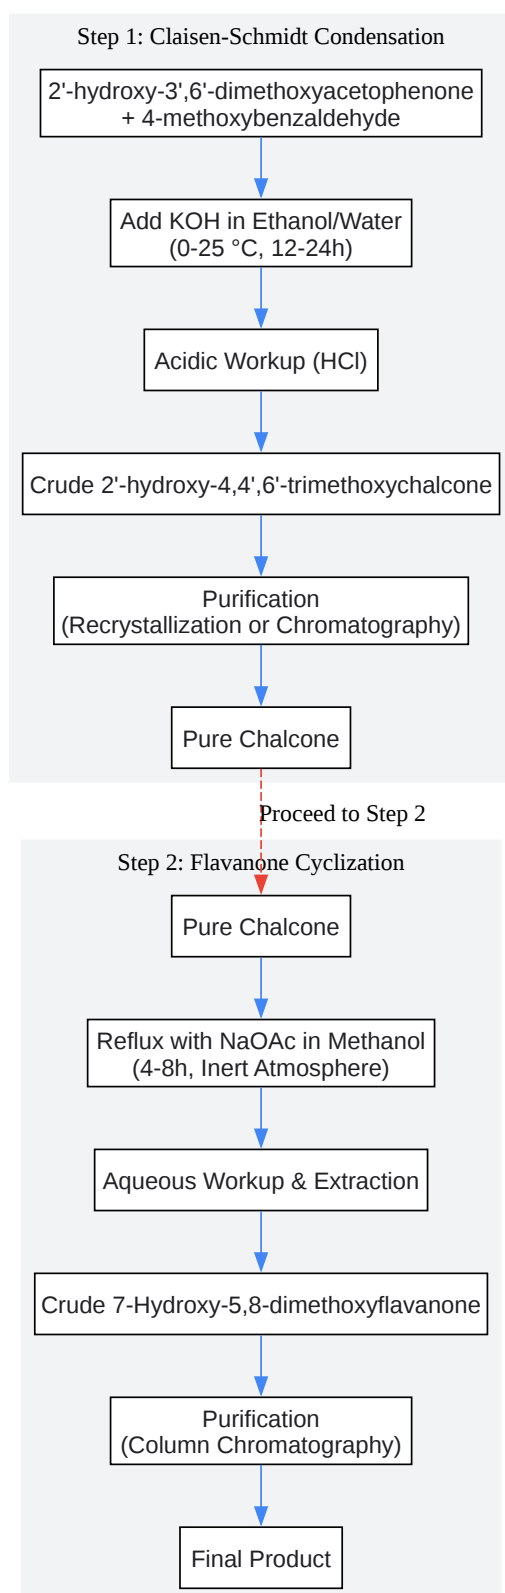 Step 1: Claisen-Schmidt Condensation
2'-hydroxy-3',6'-dimethoxyacetophenone
+ 4-methoxybenzaldehyde
Add KOH in Ethanol/Water
(0-25 °C, 12-24h)
Acidic Workup (HCl)
Crude 2'-hydroxy-4,4',6'-trimethoxychalcone
Purification
(Recrystallization or Chromatography)
Pure Chalcone
Proceed to Step 2
Step 2: Flavanone Cyclization
Pure Chalcone
Reflux with NaOAc in Methanol
(4-8h, Inert Atmosphere)
Aqueous Workup & Extraction
Crude 7-Hydroxy-5,8-dimethoxyflavanone
Purification
(Column Chromatography)
Final Product